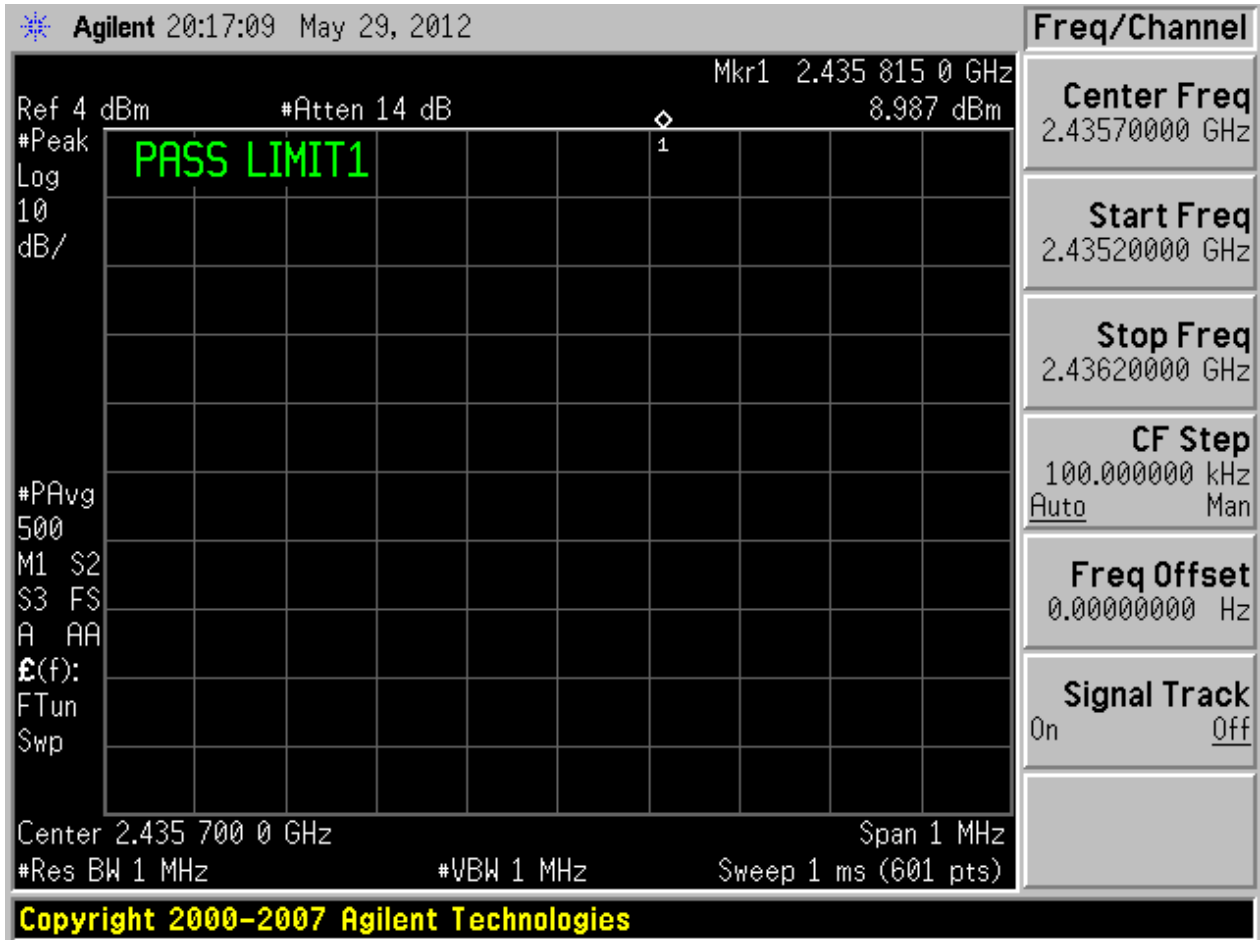 Agilent 20:17:09 May 29, 2012
Mkr1 2.435 815 0 GHz
Ref 4 dBm #Atten 14 dB 8.987 dBm
#Peak
Log
10
dB/
PASS LIMIT1
1
#PAvg
500
M1 S2
S3 FS
A AA
£(f):
FTun
Swp
Center 2.435 700 0 GHz Span 1 MHz
#Res BW 1 MHz #VBW 1 MHz Sweep 1 ms (601 pts)
Freq/Channel
Center Freq
2.43570000 GHz
Start Freq
2.43520000 GHz
Stop Freq
2.43620000 GHz
CF Step
100.000000 kHz
Auto Man
Freq Offset
0.00000000 Hz
Signal Track
On Off
Copyright 2000-2007 Agilent Technologies